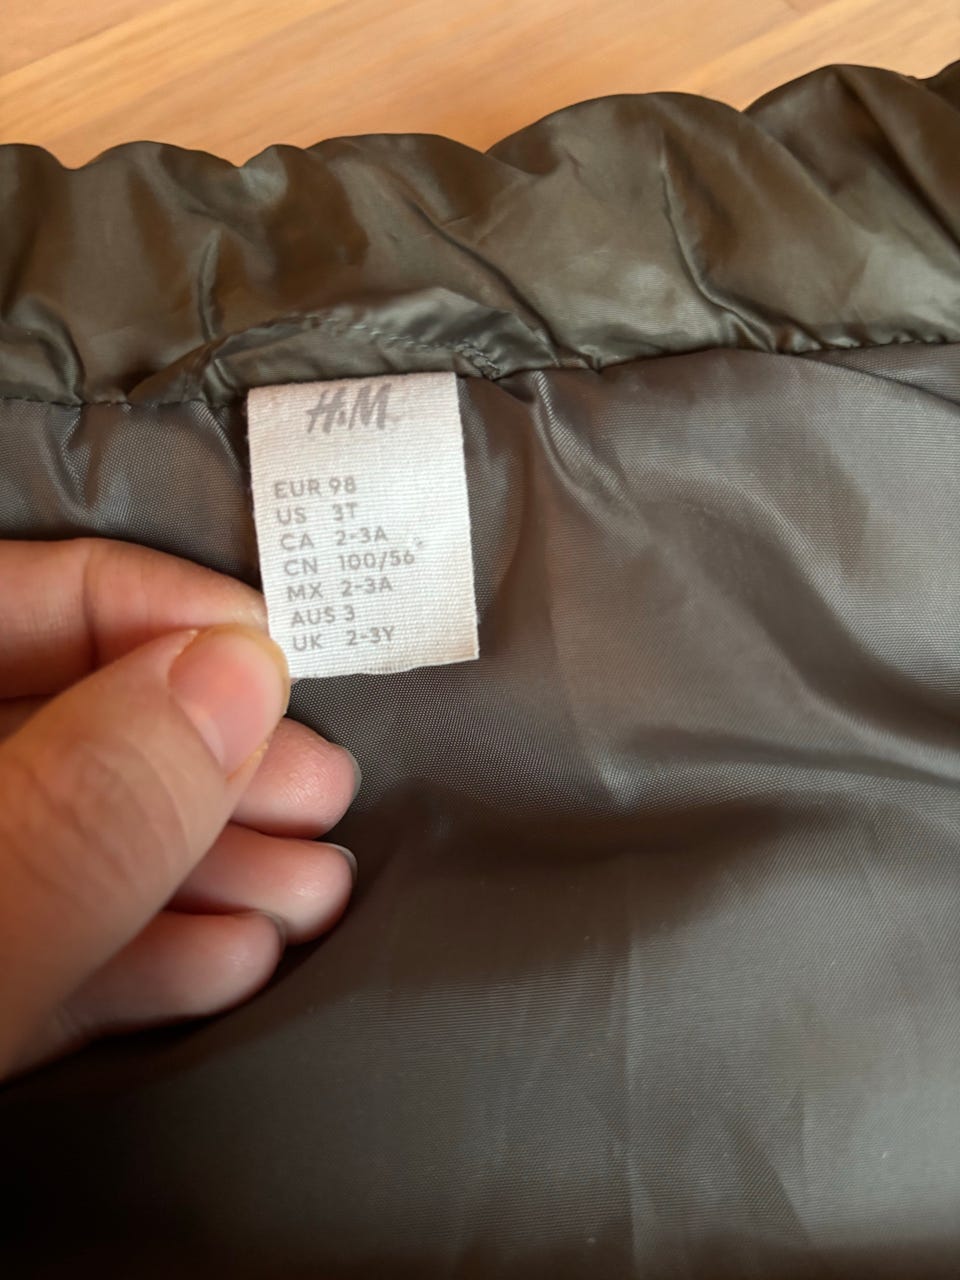 H&M
EUR 98
US 3T
CA 2-3A
CN 100/56
MX 2-3A
AUS 3
UK 2-3Y